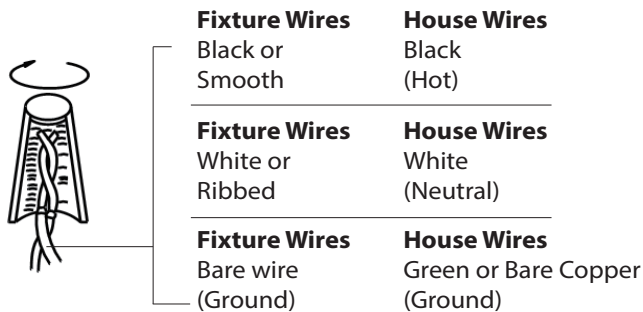 Fixture Wires House Wires
Black or Black
Smooth (Hot)
Fixture Wires House Wires
White or White
Ribbed (Neutral)
Fixture Wires House Wires
Bare wire Green or Bare Copper
(Ground) (Ground)